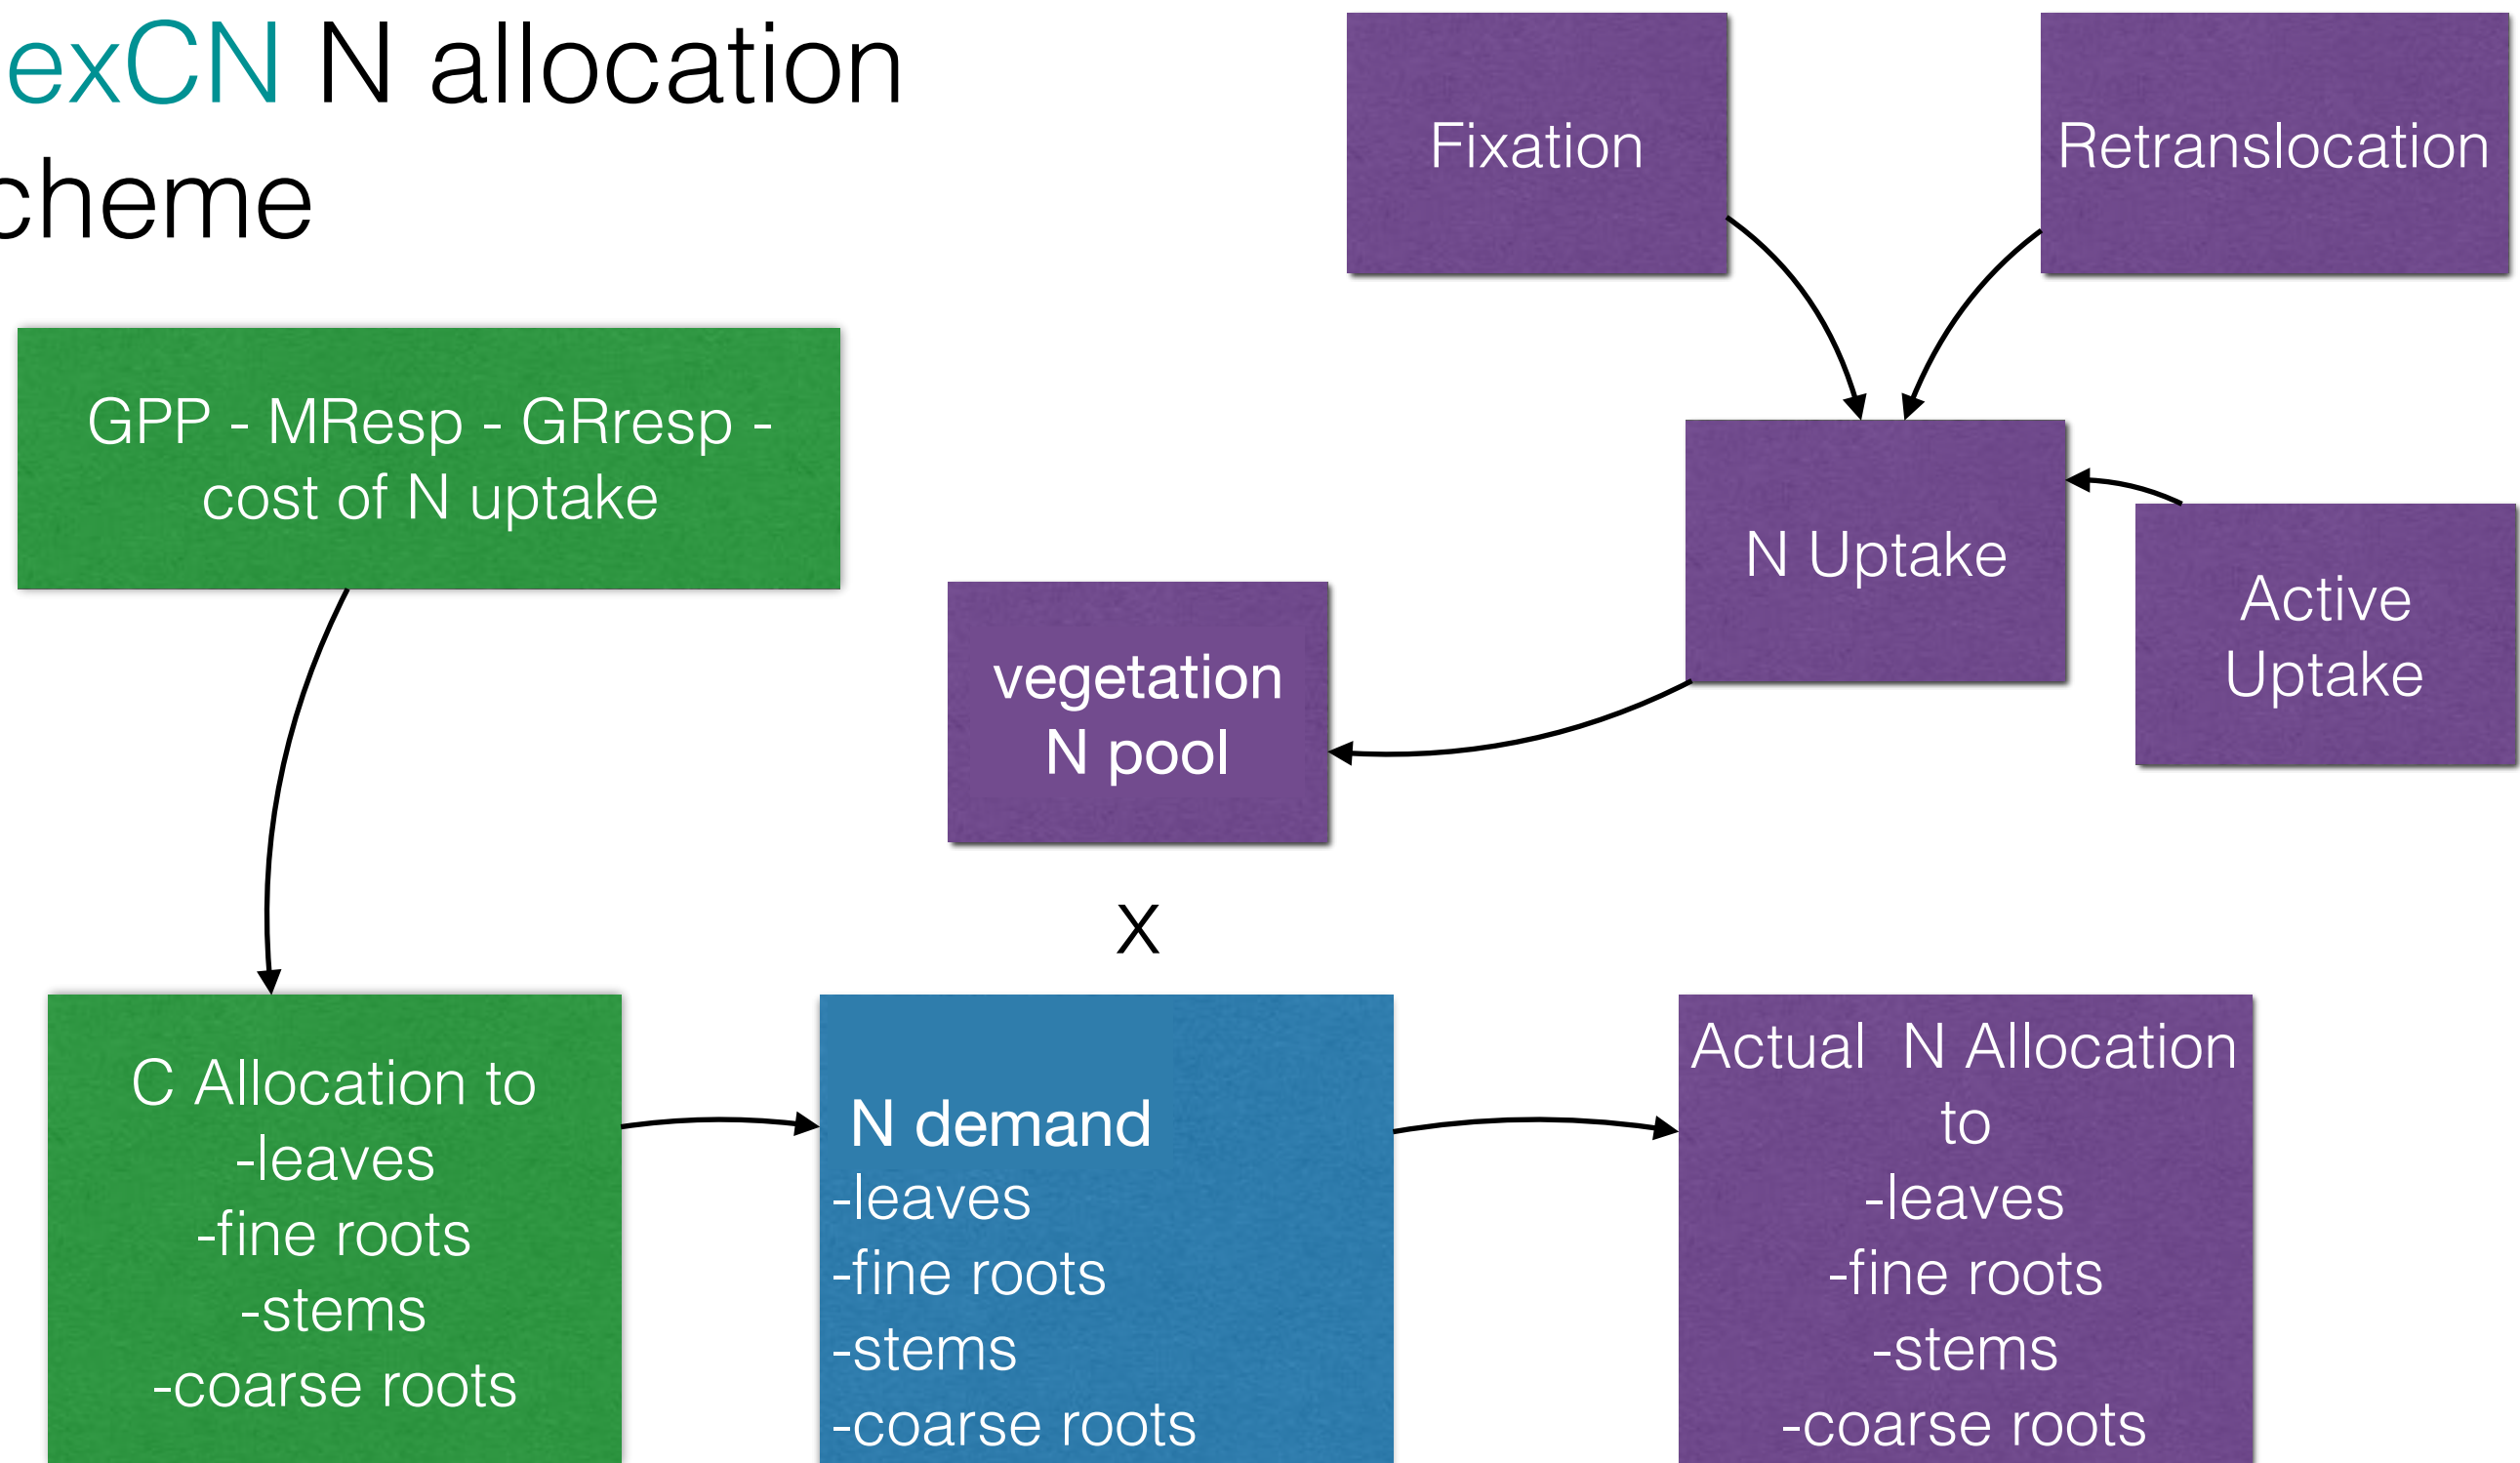 exCN N allocation
cheme
Fixation
Retranslocation
GPP - MResp - GRresp -
cost of N uptake
N Uptake
Active
Uptake
vegetation
N pool
X
C Allocation to
-leaves
-fine roots
-stems
-coarse roots
N demand
-leaves
-fine roots
-stems
-coarse roots
Actual N Allocation
to
-leaves
-fine roots
-stems
-coarse roots